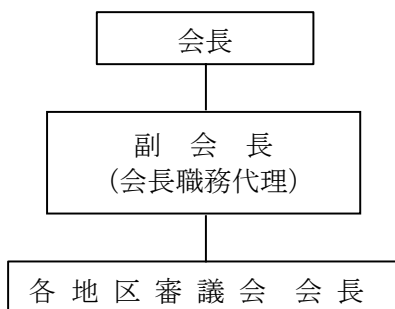 会長
副 会 長
（会長職務代理）
各 地 区 審 議 会 会 長